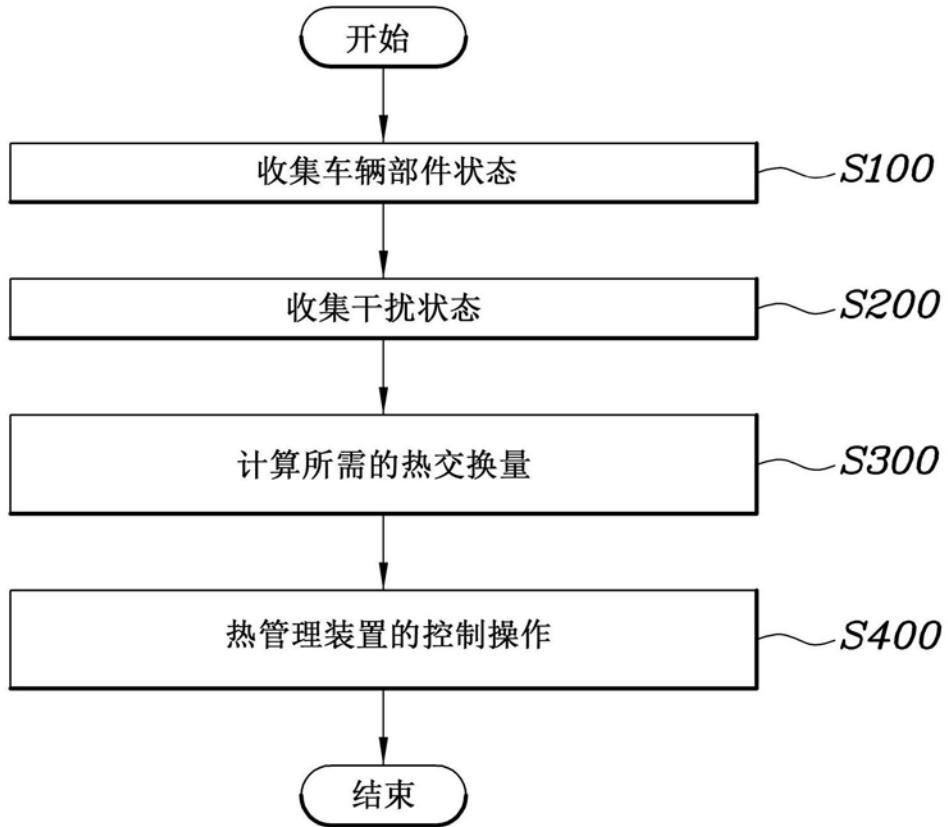 开始
收集车辆部件状态
S100
收集干扰状态
S200
计算所需的热交换量
S300
热管理装置的控制操作
S400
结束